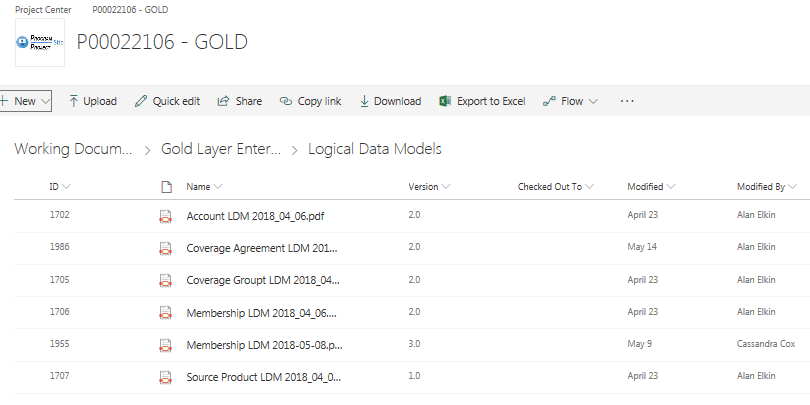 Project Center P00022106 - GOLD
Program Site
Project
P00022106 - GOLD
+ New Upload Quick edit Share Copy link Download Export to Excel Flow ...
Working Docum... > Gold Layer Enter... > Logical Data Models
ID Name Version Checked Out To Modified Modified By
1702 Account LDM 2018_04_06.pdf 2.0 April 23 Alan Elkin
1986 Coverage Agreement LDM 201... 2.0 May 14 Alan Elkin
1705 Coverage Groupt LDM 2018_04... 2.0 April 23 Alan Elkin
1706 Membership LDM 2018_04_06.... 2.0 April 23 Alan Elkin
1955 Membership LDM 2018-05-08.p... 3.0 May 9 Cassandra Cox
1707 Source Product LDM 2018_04_0... 1.0 April 23 Alan Elkin